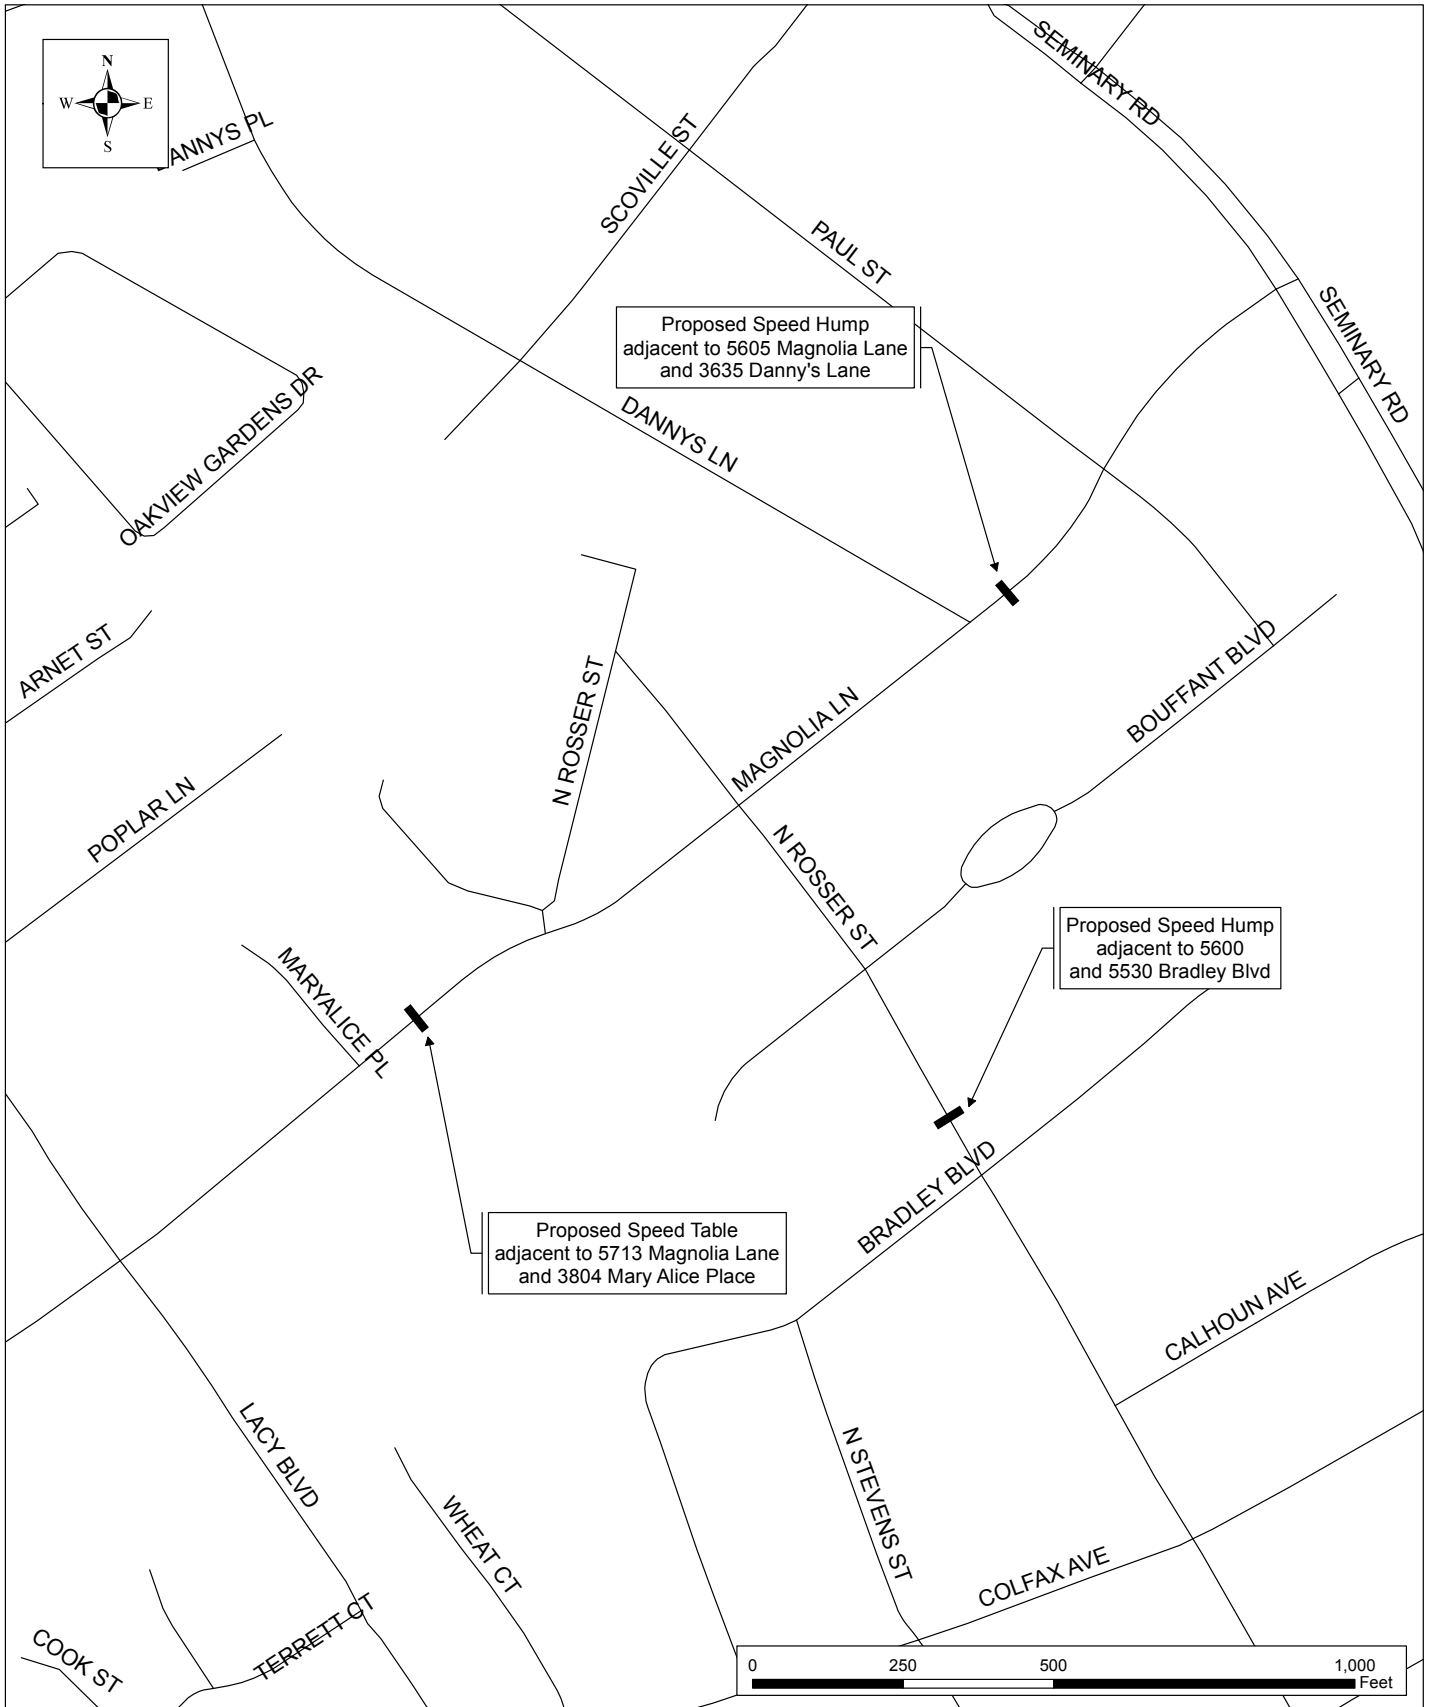 N
W E
S
ANNYS PL
SCOVILLE ST
SEMINARY RD
PAUL ST
SEMINARY RD
Proposed Speed Hump
adjacent to 5605 Magnolia Lane
and 3635 Danny's Lane
DANNYS LN
OAKVIEW GARDENS DR
ARNET ST
N ROSSER ST
MAGNOLIA LN
BOUFFANT BLVD
POPLAR LN
N ROSSER ST
Proposed Speed Hump
adjacent to 5600
and 5530 Bradley Blvd
MARYALICE PL
BRADLEY BLVD
Proposed Speed Table
adjacent to 5713 Magnolia Lane
and 3804 Mary Alice Place
CALHOUN AVE
LACY BLVD
N STEVENS ST
WHEAT CT
COLFAX AVE
TERRETT CT
COOK ST
0 250 500 1,000
Feet